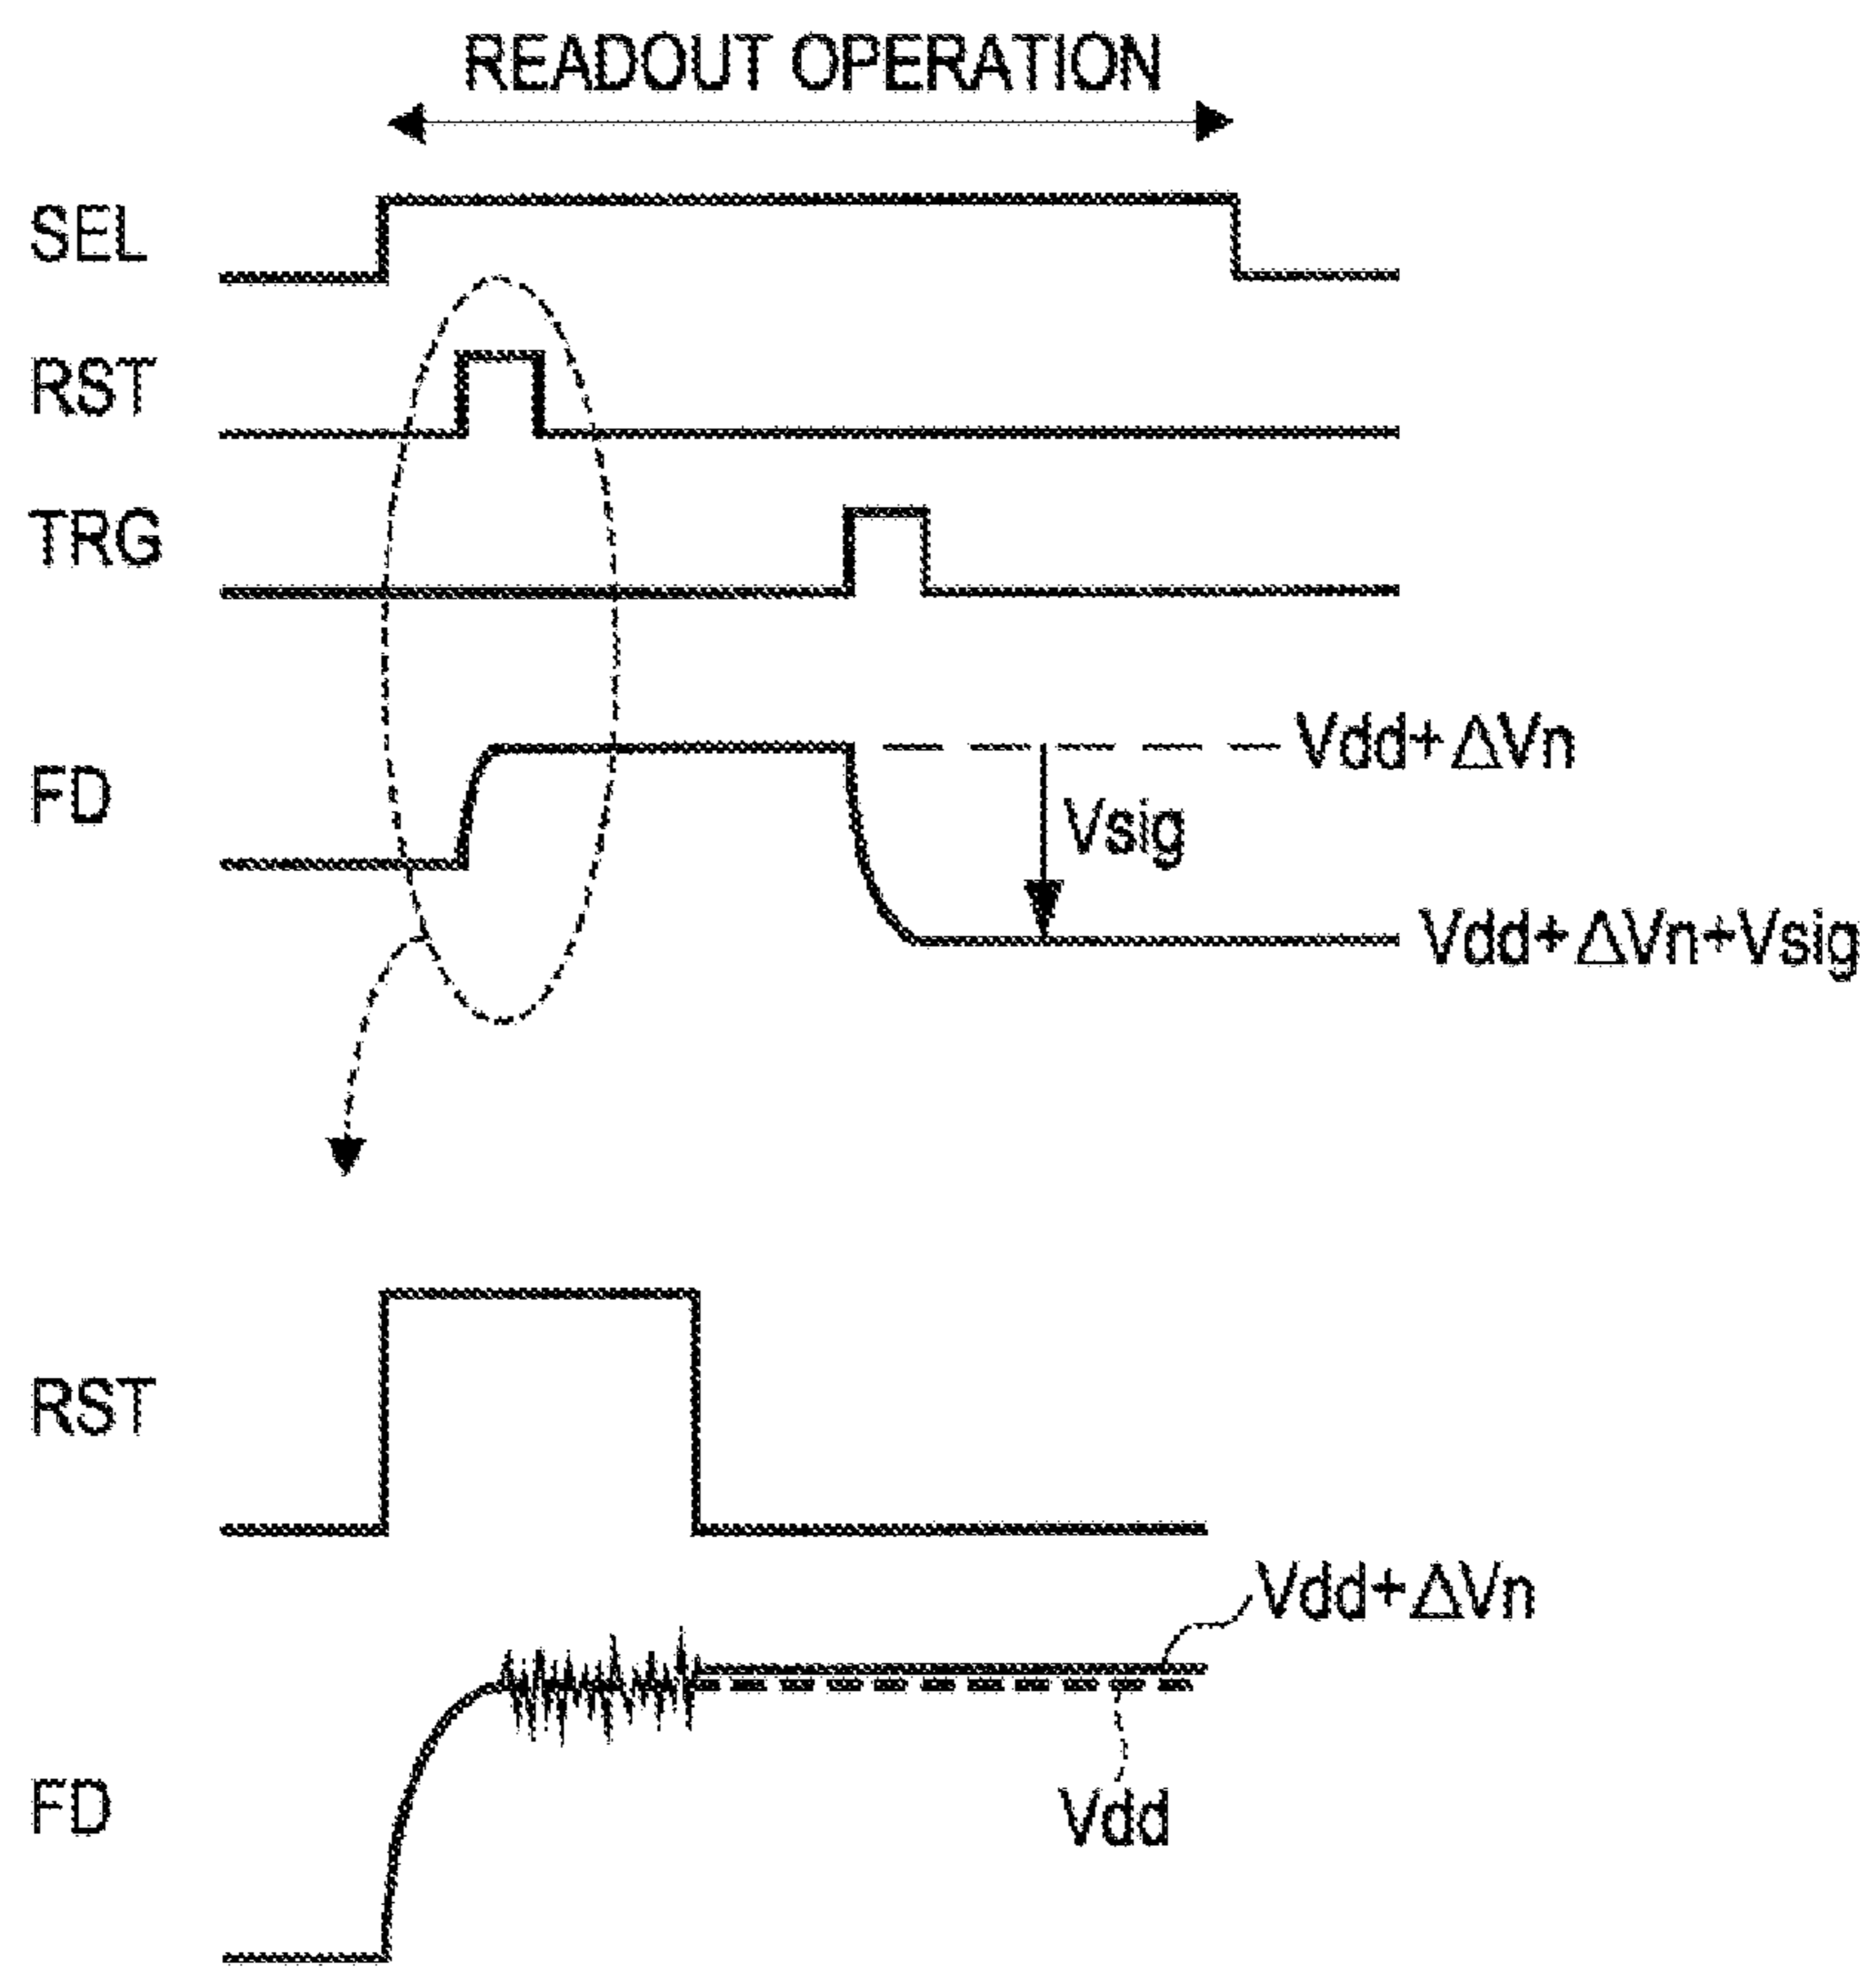 READOUT OPERATION
SEL
RST
TRG
Vdd+ΔVn
FD
Vsig
Vdd+ΔVn+Vsig
RST
Vdd+ΔVn
FD
Vdd